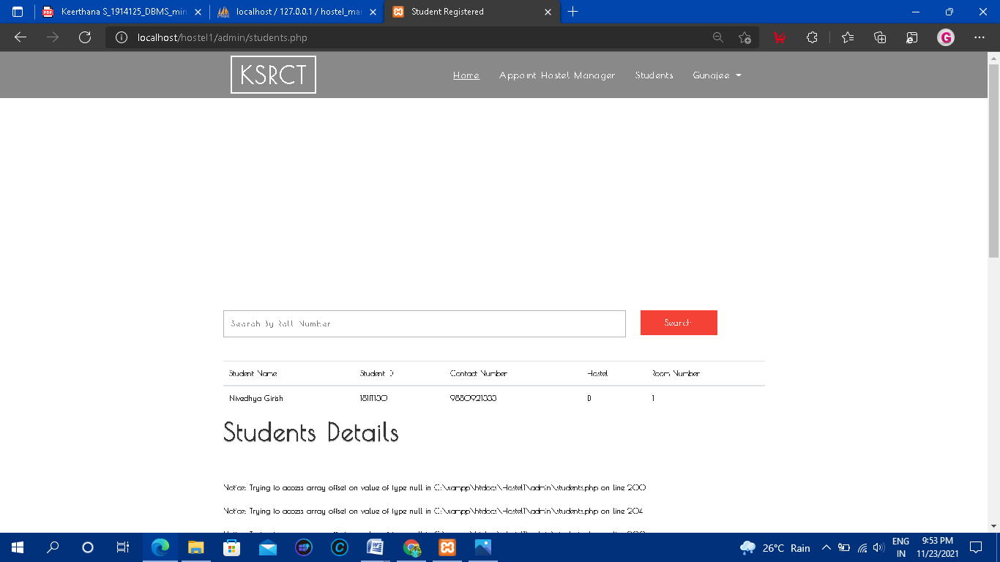 Keerthana S_1914125_DBMS_min
localhost / 127.0.0.1 / hostel_ma
Student Registered
localhost/hostel1/admin/students.php
G
KSRCT
Home Appoint Hostel Manager Students Gunajee
Search By Roll Number
Search
Student Name Student ID Contact Number Hostel Room Number
Nivedhya Girish B 1
Students Details
Notice: Trying to access array offset on value of type null in C:\xampp\htdocs\Hostel1\admin\students.php on line 200
Notice: Trying to access array offset on value of type null in C:\xampp\htdocs\Hostel1\admin\students.php on line 204
26°C Rain
ENG
IN
9:53 PM
11/23/2021